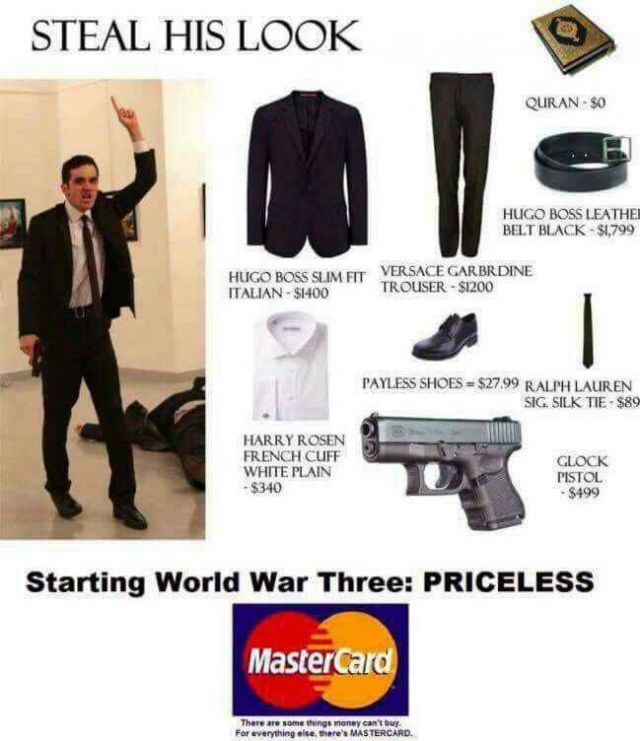 STEAL HIS LOOK
QURAN - $0
HUGO BOSS LEATHE
BELT BLACK - $1,799
HUGO BOSS SLIM FIT
ITALIAN - $1400
VERSACE GARBRDINE
TROUSER - $1200
PAYLESS SHOES = $27.99
RALPH LAUREN
SIG. SILK TIE - $89
HARRY ROSEN
FRENCH CUFF
WHITE PLAIN
- $340
GLOCK
PISTOL
- $499
Starting World War Three: PRICELESS
MasterCard
There are some things money can't buy.
For everything else, there's MASTERCARD.